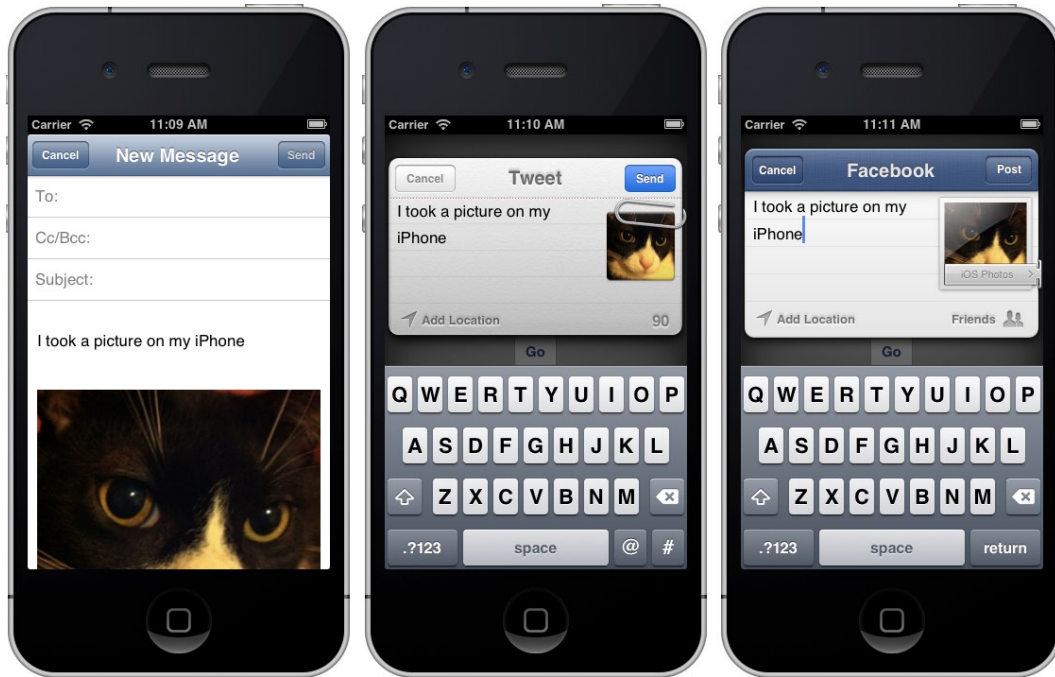 Carrier 11:09 AM
Cancel New Message Send
To:
Cc/Bcc:
Subject:
I took a picture on my iPhone
Carrier 11:10 AM
Cancel Tweet Send
I took a picture on my
iPhone
Add Location 90
Go
Q W E R T Y U I O P
A S D F G H J K L
Z X C V B N M
.?123 space @ #
Carrier 11:11 AM
Cancel Facebook Post
I took a picture on my
iPhone
iOS Photos
Add Location Friends
Go
Q W E R T Y U I O P
A S D F G H J K L
Z X C V B N M
.?123 space return